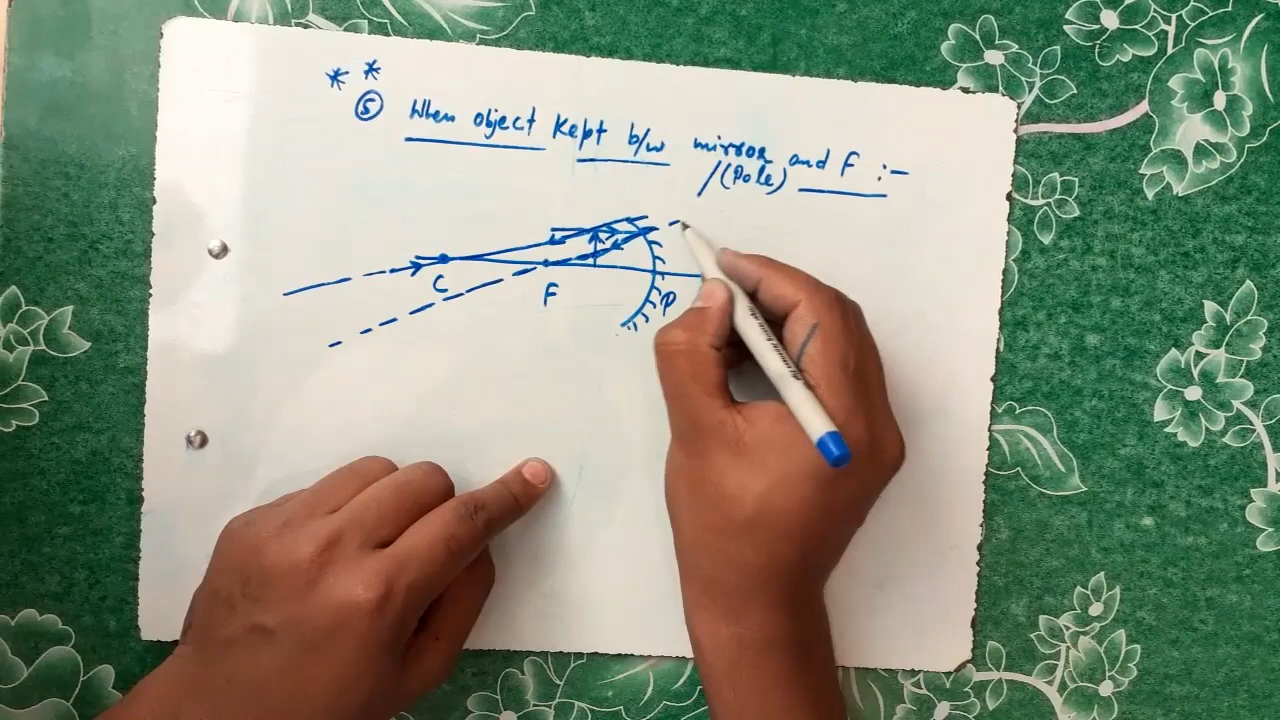 * *
⑤ When object kept b/w mirror and F :-
/(Pole)
C
F
P